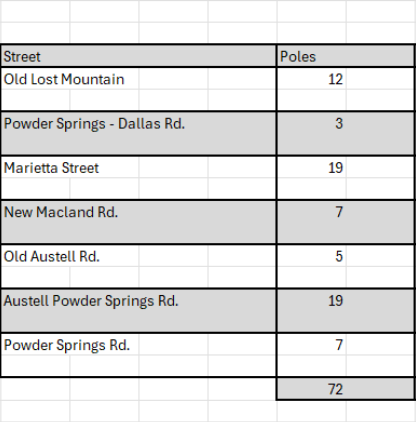 Street Poles
Old Lost Mountain 12
Powder Springs - Dallas Rd. 3
Marietta Street 19
New Macland Rd. 7
Old Austell Rd. 5
Austell Powder Springs Rd. 19
Powder Springs Rd. 7
72